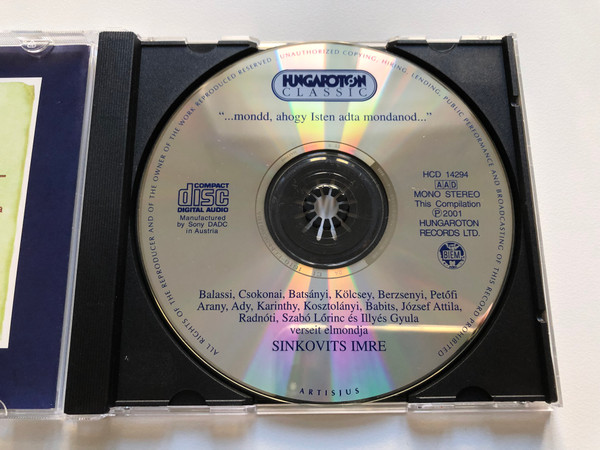 ALL RIGHTS OF THE REPRODUCER AND OF THE OWNER OF THE WORK REPRODUCED RESERVED · UNAUTHORIZED COPYING, HIRING, LENDING, PUBLIC PERFORMANCE AND BROADCASTING OF THIS RECORD PROHIBITED
HUNGAROTON
CLASSIC
“...mondd, ahogy Isten adta mondanod...”
COMPACT
disc
DIGITAL AUDIO
Manufactured
by Sony DADC
in Austria
HCD 14294
AAD
MONO STEREO
This Compilation
Ⓟ 2001
HUNGAROTON
RECORDS LTD.
BIEM
Balassi, Csokonai, Batsányi, Kölcsey, Berzsenyi, Petőfi
Arany, Ady, Karinthy, Kosztolányi, Babits, József Attila,
Radnóti, Szabó Lőrinc és Illyés Gyula
verseit elmondja
SINKOVITS IMRE
ARTISJUS